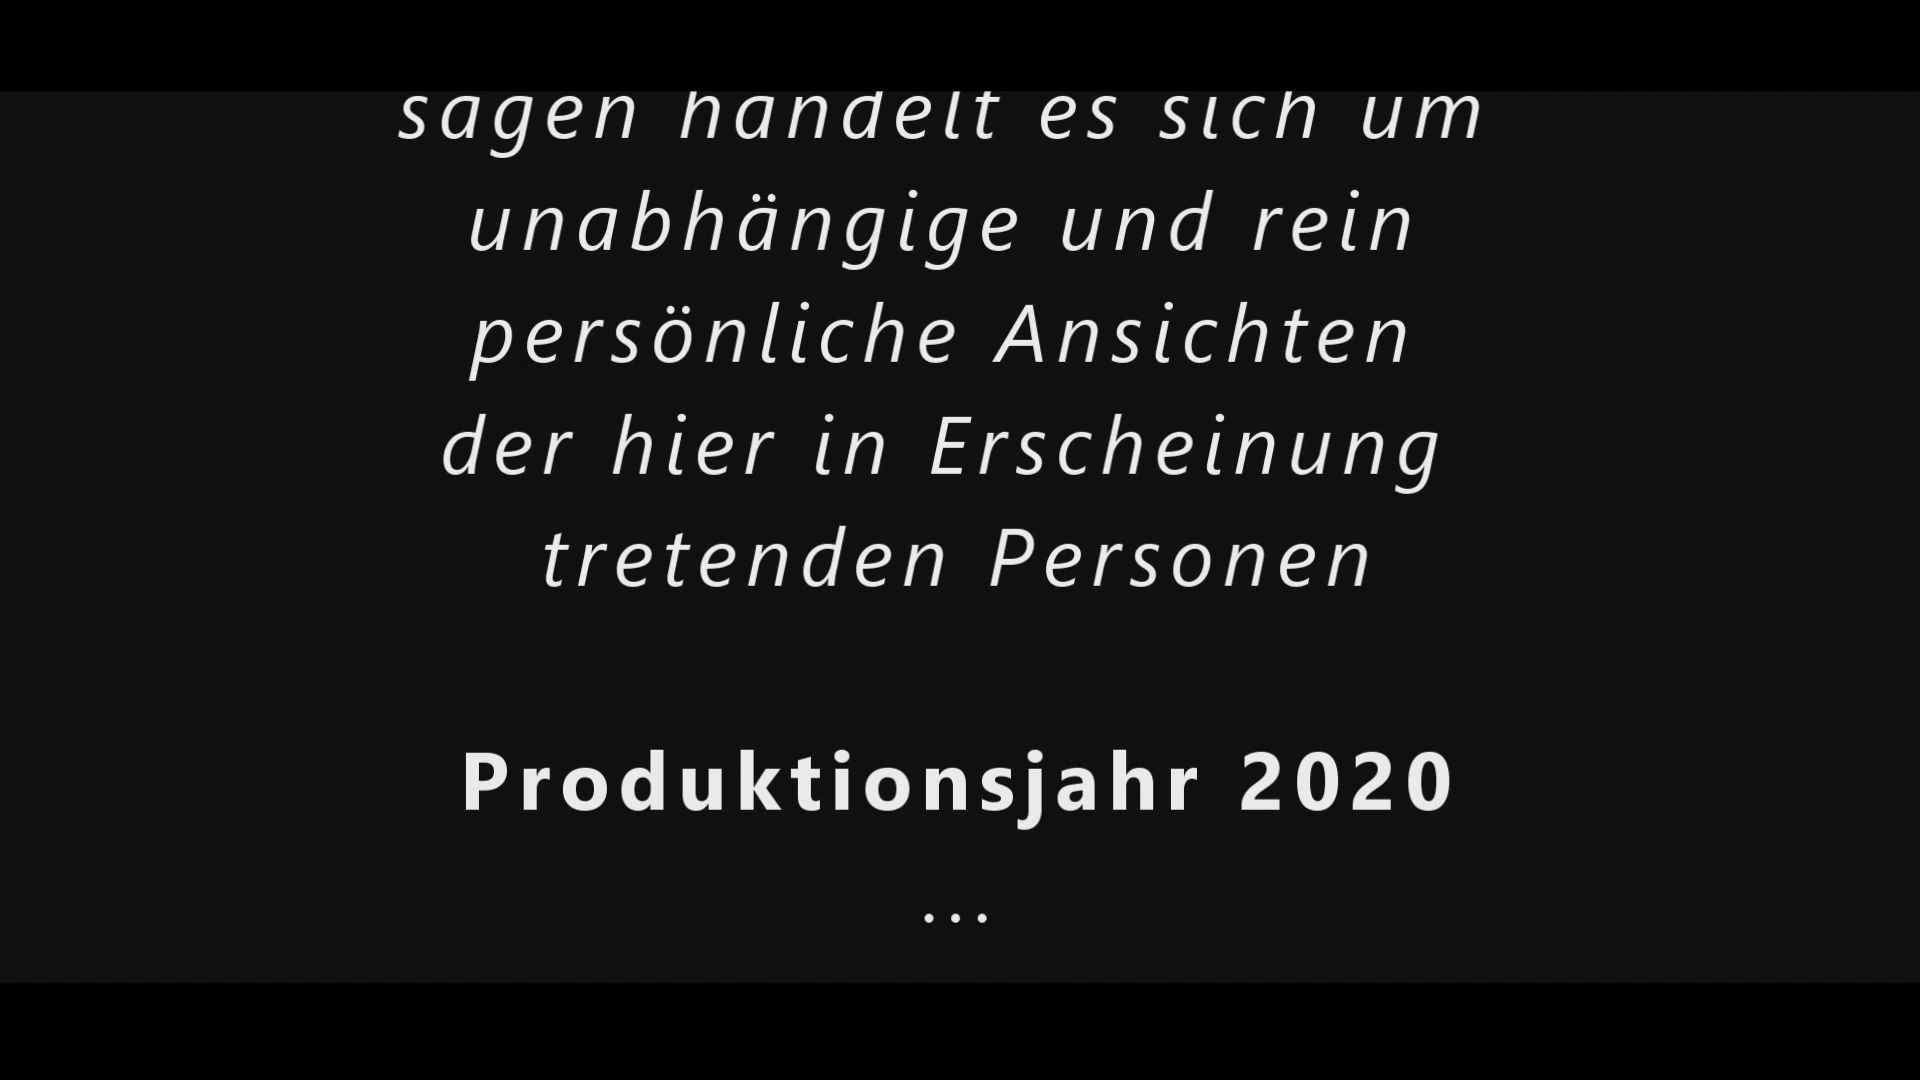 sagen handelt es sich um
unabhängige und rein
persönliche Ansichten
der hier in Erscheinung
tretenden Personen
Produktionsjahr 2020
...